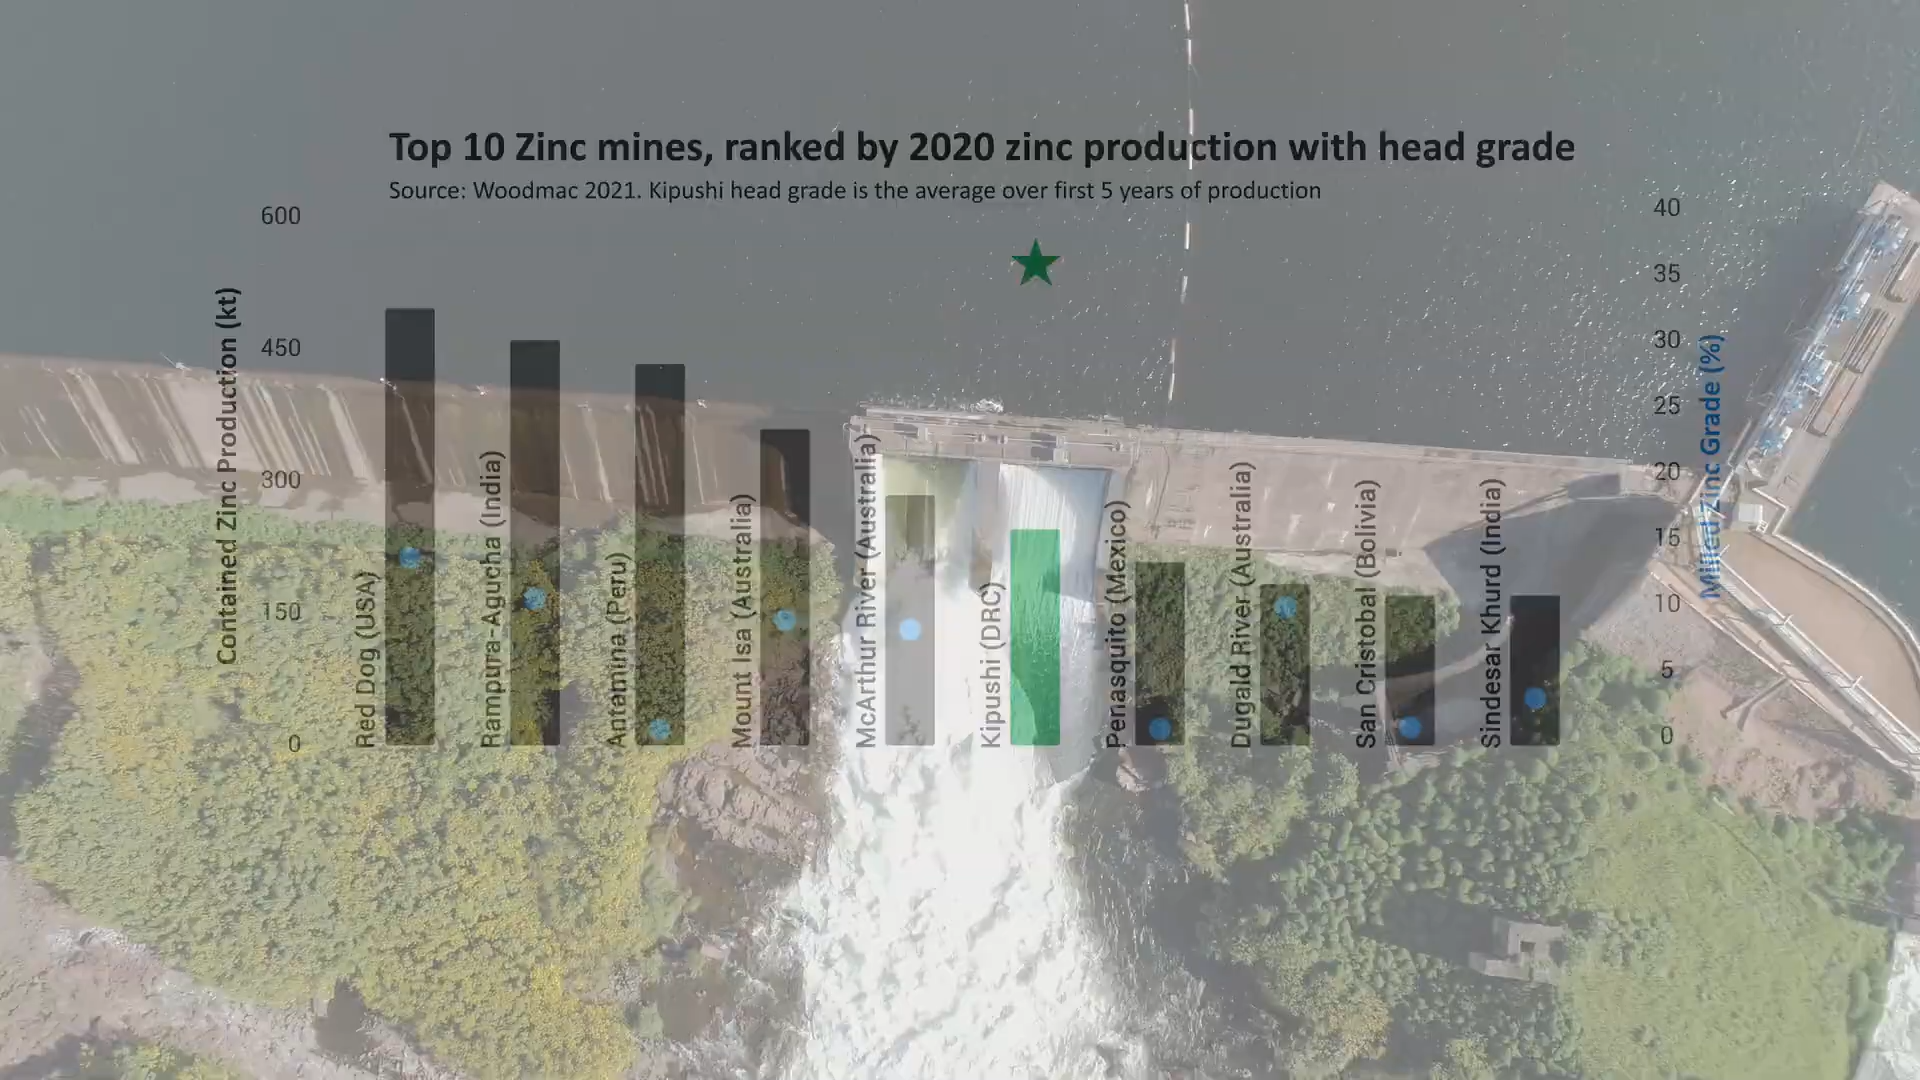 Top 10 Zinc mines, ranked by 2020 zinc production with head grade
Source: Woodmac 2021. Kipushi head grade is the average over first 5 years of production
Contained Zinc Production (kt)
600
450
300
150
0
Red Dog (USA)
Rampura-Agucha (India)
Antamina (Peru)
Mount Isa (Australia)
McArthur River (Australia)
Kipushi (DRC)
Penasquito (Mexico)
Dugald River (Australia)
San Cristobal (Bolivia)
Sindesar Khurd (India)
40
35
30
25
20
15
10
5
0
Milled Zinc Grade (%)